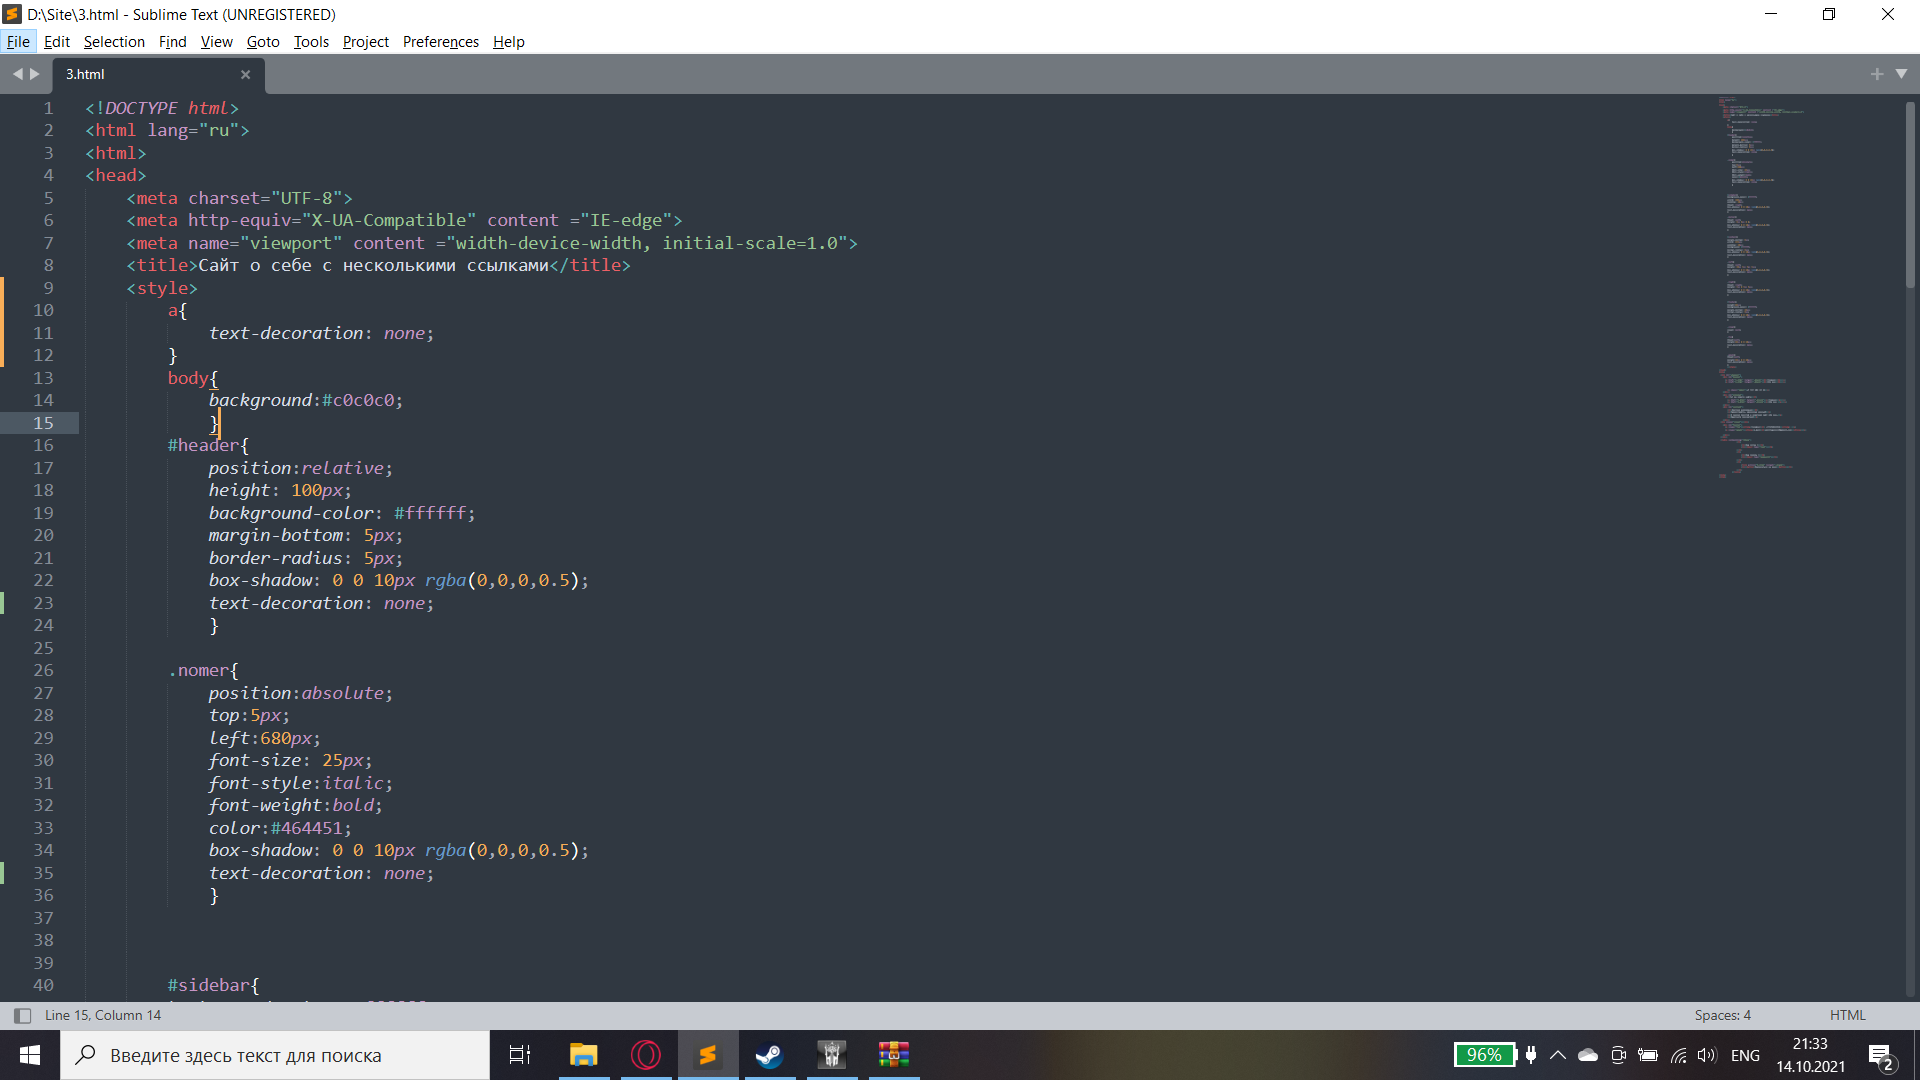 D:\Site\3.html - Sublime Text (UNREGISTERED)
File Edit Selection Find View Goto Tools Project Preferences Help
3.html
1 <!DOCTYPE html>
2 <html lang="ru">
3 <html>
4 <head>
5 <meta charset="UTF-8">
6 <meta http-equiv="X-UA-Compatible" content ="IE-edge">
7 <meta name="viewport" content ="width-device-width, initial-scale=1.0">
8 <title>Сайт о себе с несколькими ссылками</title>
9 <style>
10 a{
11 text-decoration: none;
12 }
13 body{
14 background:#c0c0c0;
15 }
16 #header{
17 position:relative;
18 height: 100px;
19 background-color: #ffffff;
20 margin-bottom: 5px;
21 border-radius: 5px;
22 box-shadow: 0 0 10px rgba(0,0,0,0.5);
23 text-decoration: none;
24 }
25
26 .nomer{
27 position:absolute;
28 top:5px;
29 left:680px;
30 font-size: 25px;
31 font-style:italic;
32 font-weight:bold;
33 color:#464451;
34 box-shadow: 0 0 10px rgba(0,0,0,0.5);
35 text-decoration: none;
36 }
37
38
39
40 #sidebar{
Line 15, Column 14 Spaces: 4 HTML
Введите здесь текст для поиска
96% ENG 21:33
14.10.2021 2